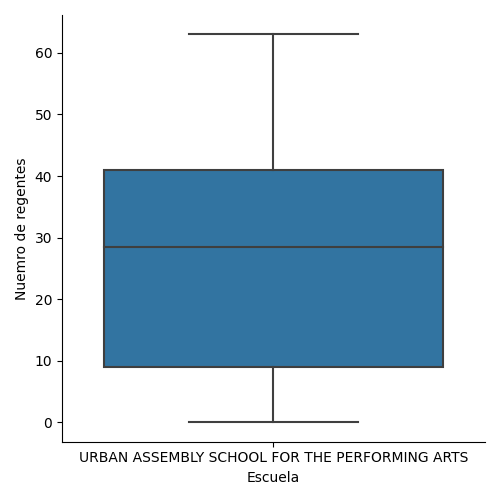 60
50
40
30
20
10
0
Nuemro de regentes
URBAN ASSEMBLY SCHOOL FOR THE PERFORMING ARTS
Escuela